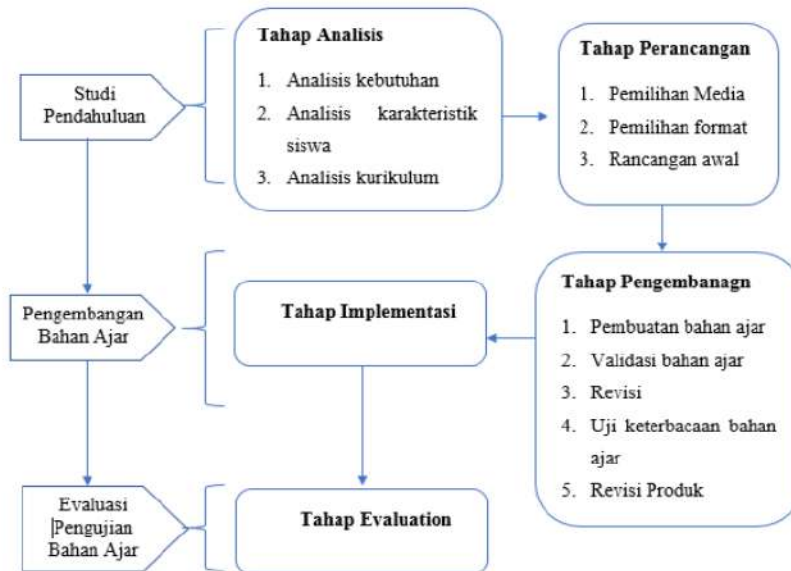 Studi
Pendahuluan
Tahap Analisis
1. Analisis kebutuhan
2. Analisis karakteristik
siswa
3. Analisis kurikulum
Tahap Perancangan
1. Pemilihan Media
2. Pemilihan format
3. Rancangan awal
Pengembangan
Bahan Ajar
Tahap Implementasi
Tahap Pengembanagn
1. Pembuatan bahan ajar
2. Validasi bahan ajar
3. Revisi
4. Uji keterbacaan bahan
ajar
5. Revisi Produk
Evaluasi
Pengujian
Bahan Ajar
Tahap Evaluation